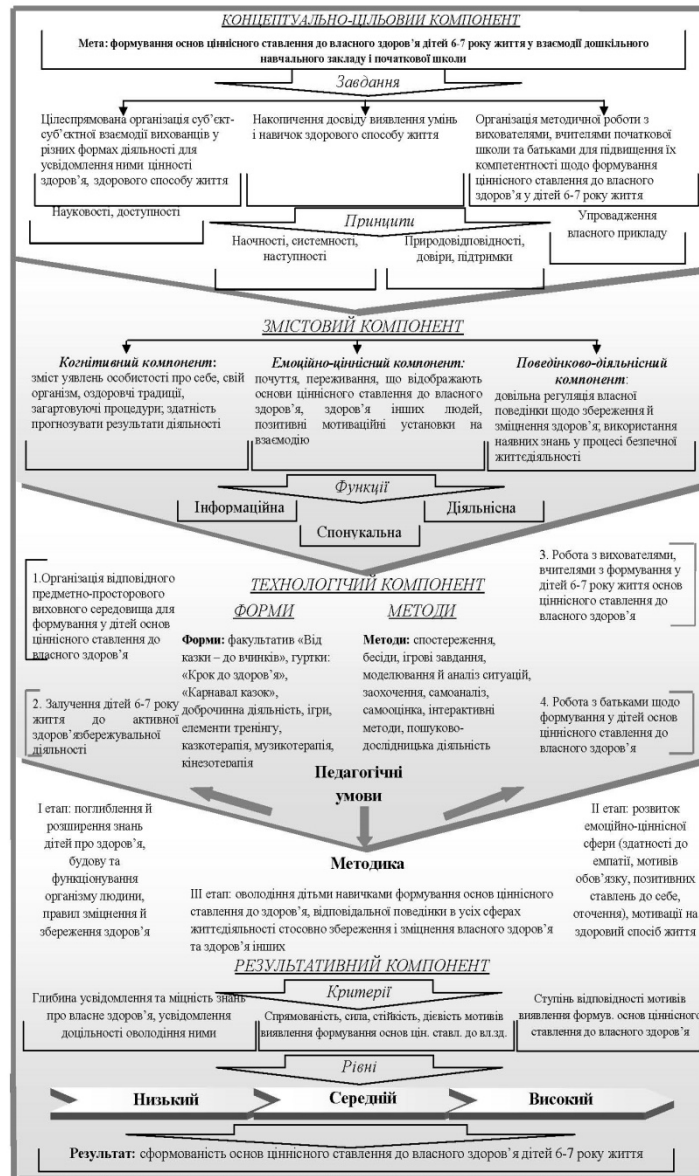 КОНЦЕПТУАЛЬНО-ЦІЛЬОВИЙ КОМПОНЕНТ
Мета: формування основ ціннісного ставлення до власного здоров'я дітей 6-7 року життя у взаємодії дошкільного
навчального закладу і початкової школи
Завдання
Цілеспрямована організація суб'єкт-
суб'єктної взаємодії вихованців у
різних формах діяльності для
усвідомлення ними цінності
здоров'я, здорового способу життя
Накопичення досвіду виявлення умінь
і навичок здорового способу життя
Організація методичної роботи з
вихователями, вчителями початкової
школи та батьками для підвищення їх
компетентності щодо формування
ціннісного ставлення до власного
здоров'я у дітей 6-7 року життя
Принципи
Науковості, доступності
Наочності, системності,
наступності
Природовідповідності,
довіри, підтримки
Упровадження
власного прикладу
ЗМІСТОВИЙ КОМПОНЕНТ
Когнітивний компонент:
зміст уявлень особистості про себе, свій
організм, оздоровчі традиції,
загартовуючі процедури; здатність
прогнозувати результати діяльності
Емоційно-ціннісний компонент:
почуття, переживання, що відображають
основи ціннісного ставлення до власного
здоров'я, здоров'я інших людей,
позитивні мотиваційні установки на
взаємодію
Поведінково-діяльнісний
компонент:
довільна регуляція власної
поведінки щодо збереження й
зміцнення здоров'я; використання
наявних знань у процесі безпечної
життєдіяльності
Функції
Інформаційна
Спонукальна
Діяльнісна
ТЕХНОЛОГІЧИЙ КОМПОНЕНТ
1.Організація відповідного
предметно-просторового
виховного середовища для
формування у дітей основ
ціннісного ставлення до
власного здоров'я
2. Залучення дітей 6-7 року
життя до активної
здоров'язбережувальної
діяльності
ФОРМИ
Форми: факультатив «Від
казки – до вчинків», гуртки:
«Крок до здоров'я»,
«Карнавал казок»,
доброчинна діяльність, ігри,
елементи тренінгу,
казкотерапія, музикотерапія,
кінезотерапія
МЕТОДИ
Методи: спостереження,
бесіди, ігрові завдання,
моделювання й аналіз ситуацій,
заохочення, самоаналіз,
самооцінка, інтерактивні
методи, пошуково-
дослідницька діяльність
3. Робота з вихователями,
вчителями з формування у
дітей 6-7 року життя основ
ціннісного ставлення до
власного здоров'я
4. Робота з батьками щодо
формування у дітей основ
ціннісного ставлення до
власного здоров'я
Педагогічні
умови
Методика
І етап: поглиблення й
розширення знань
дітей про здоров'я,
будову та
функціонування
організму людини,
правил зміцнення й
збереження здоров'я
ІІ етап: розвиток
емоційно-ціннісної
сфери (здатності до
емпатії, мотивів
обов'язку, позитивних
ставлень до себе,
оточення), мотивації на
здоровий спосіб життя
ІІІ етап: оволодіння дітьми навичками формування основ ціннісного
ставлення до здоров'я, відповідальної поведінки в усіх сферах
життєдіяльності стосовно збереження і зміцнення власного здоров'я
та здоров'я інших
РЕЗУЛЬТАТИВНИЙ КОМПОНЕНТ
Критерії
Глибина усвідомлення та міцність знань
про власне здоров'я, усвідомлення
доцільності оволодіння ними
Спрямованість, сила, стійкість, дієвість мотивів
виявлення формування основ цін. ставл. до вл.зд.
Ступінь відповідності мотивів
виявлення формув. основ ціннісного
ставлення до власного здоров'я
Рівні
Низький
Середній
Високий
Результат: сформованість основ ціннісного ставлення до власного здоров'я дітей 6-7 року життя